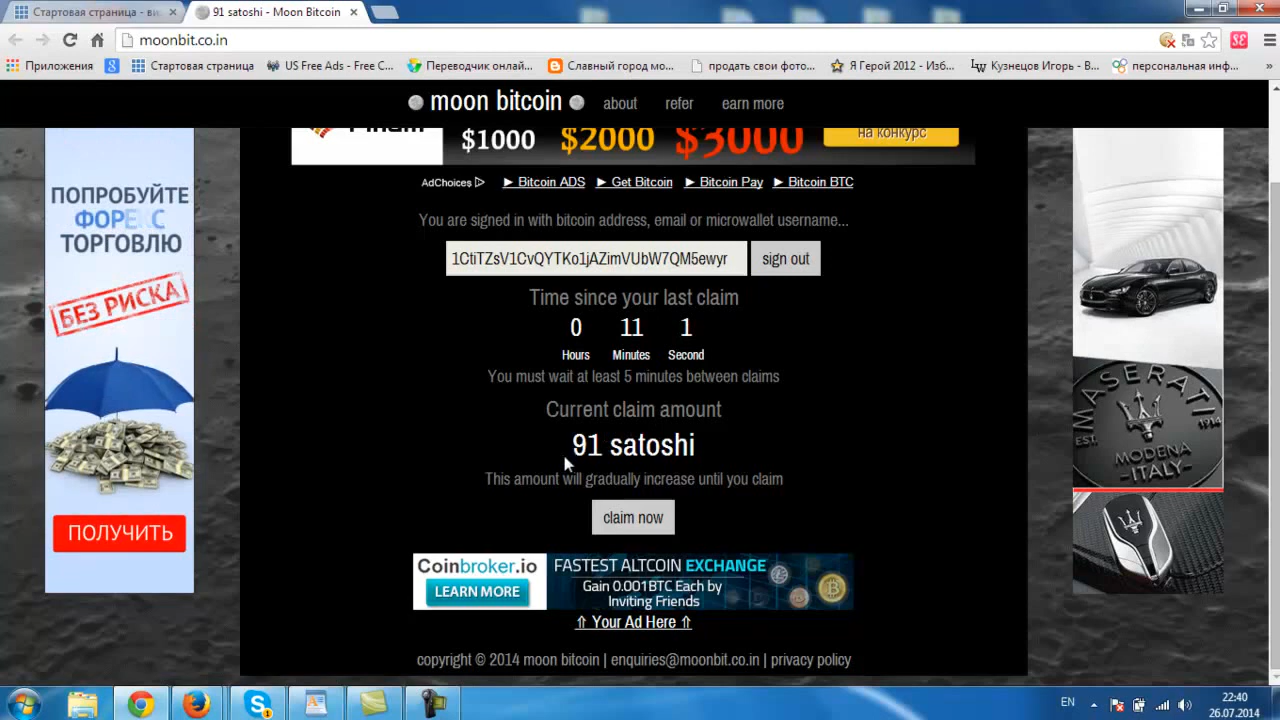 Стартовая страница - ви
91 satoshi - Moon Bitcoin
moonbit.co.in
Приложения
Стартовая страница
US Free Ads - Free C...
Переводчик онлай...
Славный город мо...
продать свои фото...
Я Герой 2012 - Изб...
Кузнецов Игорь - В...
персональная инфо...
moon bitcoin
about
refer
earn more
$1000 $2000 $3000
на конкурс
AdChoices
► Bitcoin ADS
► Get Bitcoin
► Bitcoin Pay
► Bitcoin BTC
You are signed in with bitcoin address, email or microwallet username...
1CtiTZsV1CvQYTKo1jAZimVUbW7QM5ewyr
sign out
Time since your last claim
0 11 1
Hours Minutes Second
You must wait at least 5 minutes between claims
Current claim amount
91 satoshi
This amount will gradually increase until you claim
claim now
Coinbroker.io
LEARN MORE
FASTEST ALTCOIN EXCHANGE
Gain 0.001BTC Each by
Inviting Friends
⇑ Your Ad Here ⇑
copyright © 2014 moon bitcoin | enquiries@moonbit.co.in | privacy policy
ПОПРОБУЙТЕ
ФОРЕКС
ТОРГОВЛЮ
БЕЗ РИСКА
ПОЛУЧИТЬ
MASERATI
EST. 1914
MODENA
-ITALY-
EN
22:40
26.07.2014